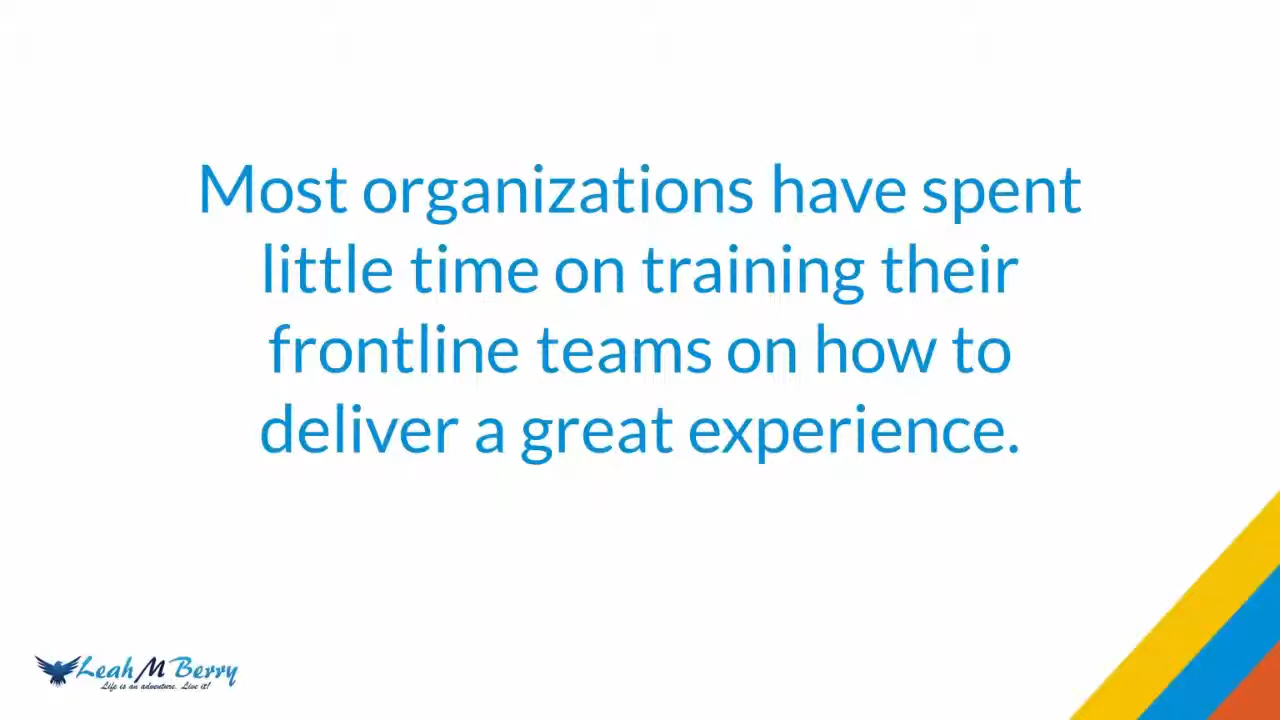 Most organizations have spent
little time on training their
frontline teams on how to
deliver a great experience.
Leah M Berry
Life is an adventure. Live it!